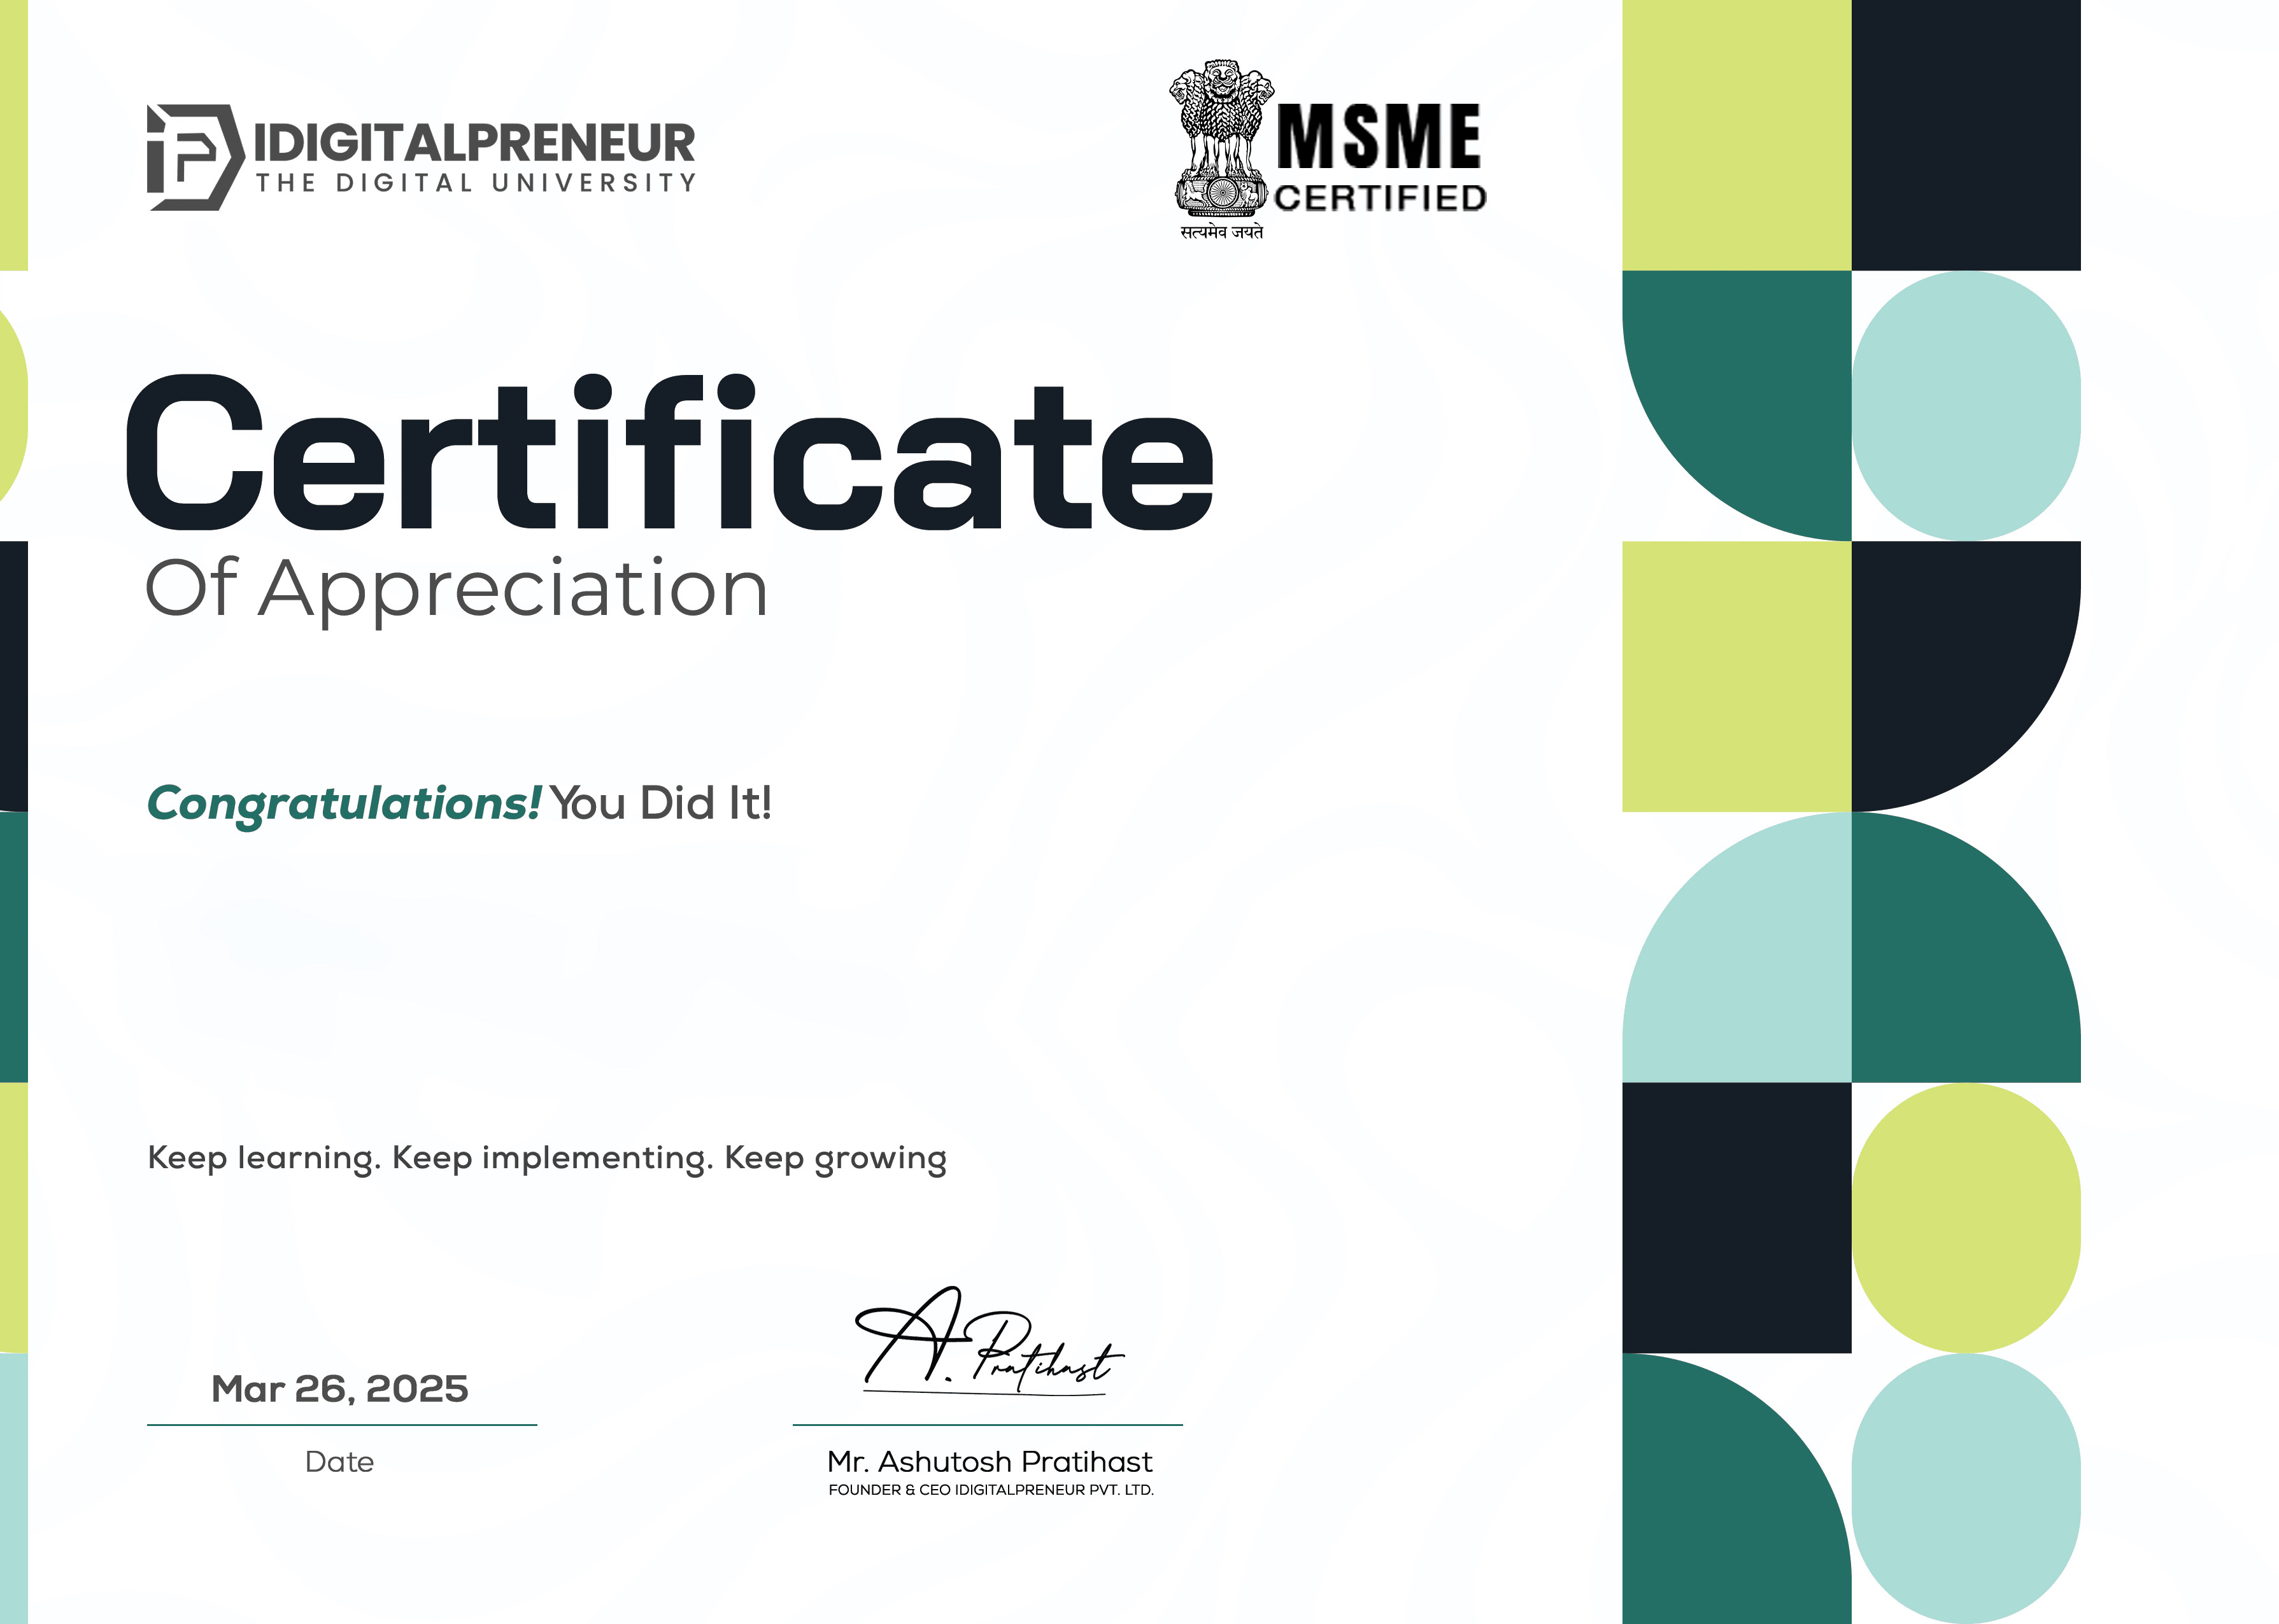 IDIGITALPRENEUR
THE DIGITAL UNIVERSITY
MSME
CERTIFIED
सत्यमेव जयते
Certificate
Of Appreciation
Congratulations! You Did It!
Keep learning. Keep implementing. Keep growing
A. Pratihast
Mar 26, 2025
Date
Mr. Ashutosh Pratihast
FOUNDER & CEO IDIGITALPRENEUR PVT. LTD.